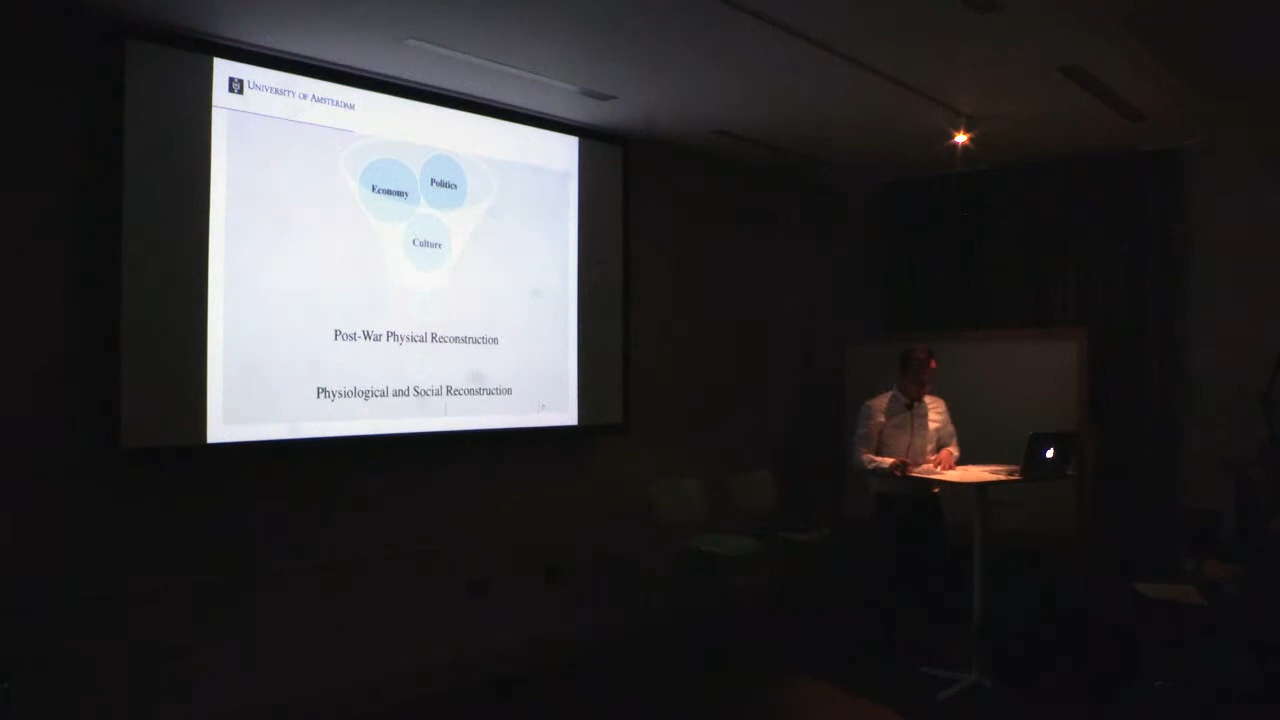 UNIVERSITY OF AMSTERDAM
Economy
Politics
Culture
Post-War Physical Reconstruction
Physiological and Social Reconstruction